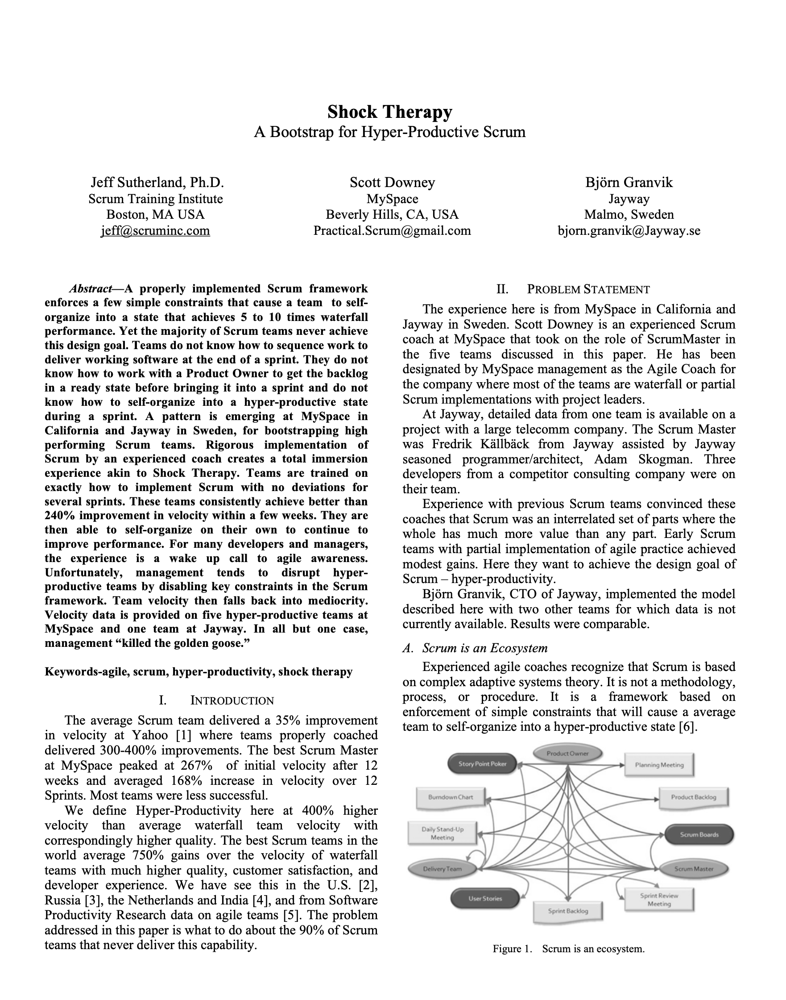 Shock Therapy
A Bootstrap for Hyper-Productive Scrum
Jeff Sutherland, Ph.D.
Scrum Training Institute
Boston, MA USA
jeff@scruminc.com
Scott Downey
MySpace
Beverly Hills, CA, USA
Practical.Scrum@gmail.com
Björn Granvik
Jayway
Malmo, Sweden
bjorn.granvik@Jayway.se
Abstract—A properly implemented Scrum framework
enforces a few simple constraints that cause a team to self-
organize into a state that achieves 5 to 10 times waterfall
performance. Yet the majority of Scrum teams never achieve
this design goal. Teams do not know how to sequence work to
deliver working software at the end of a sprint. They do not
know how to work with a Product Owner to get the backlog
in a ready state before bringing it into a sprint and do not
know how to self-organize into a hyper-productive state
during a sprint. A pattern is emerging at MySpace in
California and Jayway in Sweden, for bootstrapping high
performing Scrum teams. Rigorous implementation of
Scrum by an experienced coach creates a total immersion
experience akin to Shock Therapy. Teams are trained on
exactly how to implement Scrum with no deviations for
several sprints. These teams consistently achieve better than
240% improvement in velocity within a few weeks. They are
then able to self-organize on their own to continue to
improve performance. For many developers and managers,
the experience is a wake up call to agile awareness.
Unfortunately, management tends to disrupt hyper-
productive teams by disabling key constraints in the Scrum
framework. Team velocity then falls back into mediocrity.
Velocity data is provided on five hyper-productive teams at
MySpace and one team at Jayway. In all but one case,
management “killed the golden goose.”
Keywords-agile, scrum, hyper-productivity, shock therapy
I. INTRODUCTION
The average Scrum team delivered a 35% improvement
in velocity at Yahoo [1] where teams properly coached
delivered 300-400% improvements. The best Scrum Master
at MySpace peaked at 267% of initial velocity after 12
weeks and averaged 168% increase in velocity over 12
Sprints. Most teams were less successful.
We define Hyper-Productivity here at 400% higher
velocity than average waterfall team velocity with
correspondingly higher quality. The best Scrum teams in the
world average 750% gains over the velocity of waterfall
teams with much higher quality, customer satisfaction, and
developer experience. We have see this in the U.S. [2],
Russia [3], the Netherlands and India [4], and from Software
Productivity Research data on agile teams [5]. The problem
addressed in this paper is what to do about the 90% of Scrum
teams that never deliver this capability.
II. PROBLEM STATEMENT
The experience here is from MySpace in California and
Jayway in Sweden. Scott Downey is an experienced Scrum
coach at MySpace that took on the role of ScrumMaster in
the five teams discussed in this paper. He has been
designated by MySpace management as the Agile Coach for
the company where most of the teams are waterfall or partial
Scrum implementations with project leaders.
At Jayway, detailed data from one team is available on a
project with a large telecomm company. The Scrum Master
was Fredrik Källbäck from Jayway assisted by Jayway
seasoned programmer/architect, Adam Skogman. Three
developers from a competitor consulting company were on
their team.
Experience with previous Scrum teams convinced these
coaches that Scrum was an interrelated set of parts where the
whole has much more value than any part. Early Scrum
teams with partial implementation of agile practice achieved
modest gains. Here they want to achieve the design goal of
Scrum – hyper-productivity.
Björn Granvik, CTO of Jayway, implemented the model
described here with two other teams for which data is not
currently available. Results were comparable.
A. Scrum is an Ecosystem
Experienced agile coaches recognize that Scrum is based
on complex adaptive systems theory. It is not a methodology,
process, or procedure. It is a framework based on
enforcement of simple constraints that will cause a average
team to self-organize into a hyper-productive state [6].
Product Owner
Story Point Poker
Planning Meeting
Burndown Chart
Product Backlog
Daily Stand-Up
Meeting
Scrum Boards
Delivery Team
Scrum Master
User Stories
Sprint Review
Meeting
Sprint Backlog
Figure 1. Scrum is an ecosystem.